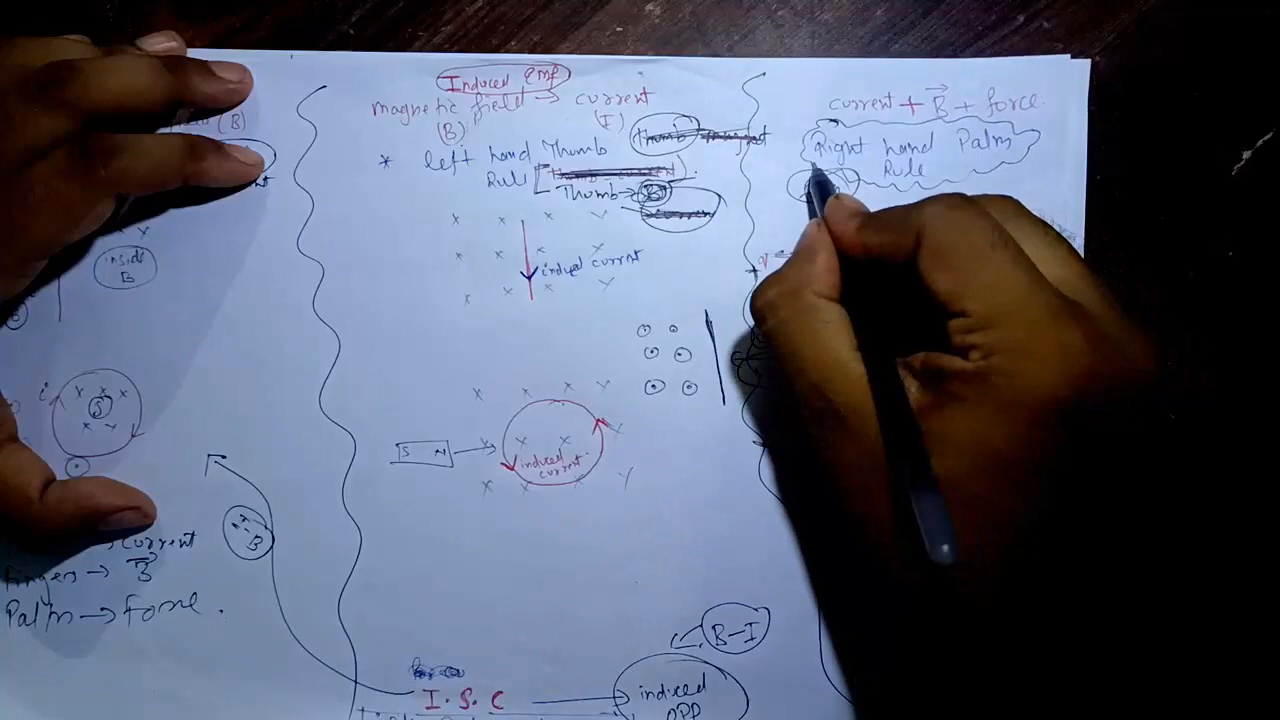 Induced emf
magnetic field → current
(B) (I)
* left hand Thumb
Rule
Thumb → B
x x x x
x x x x
x x x x
induced current
x x x x
S N
induced
current
B-I
I.S.C
induced
OPP
(B)
inside
B
i
S
B
current
fingers → B
Palm → Force.
current + B + force.
Right hand Palm
Rule